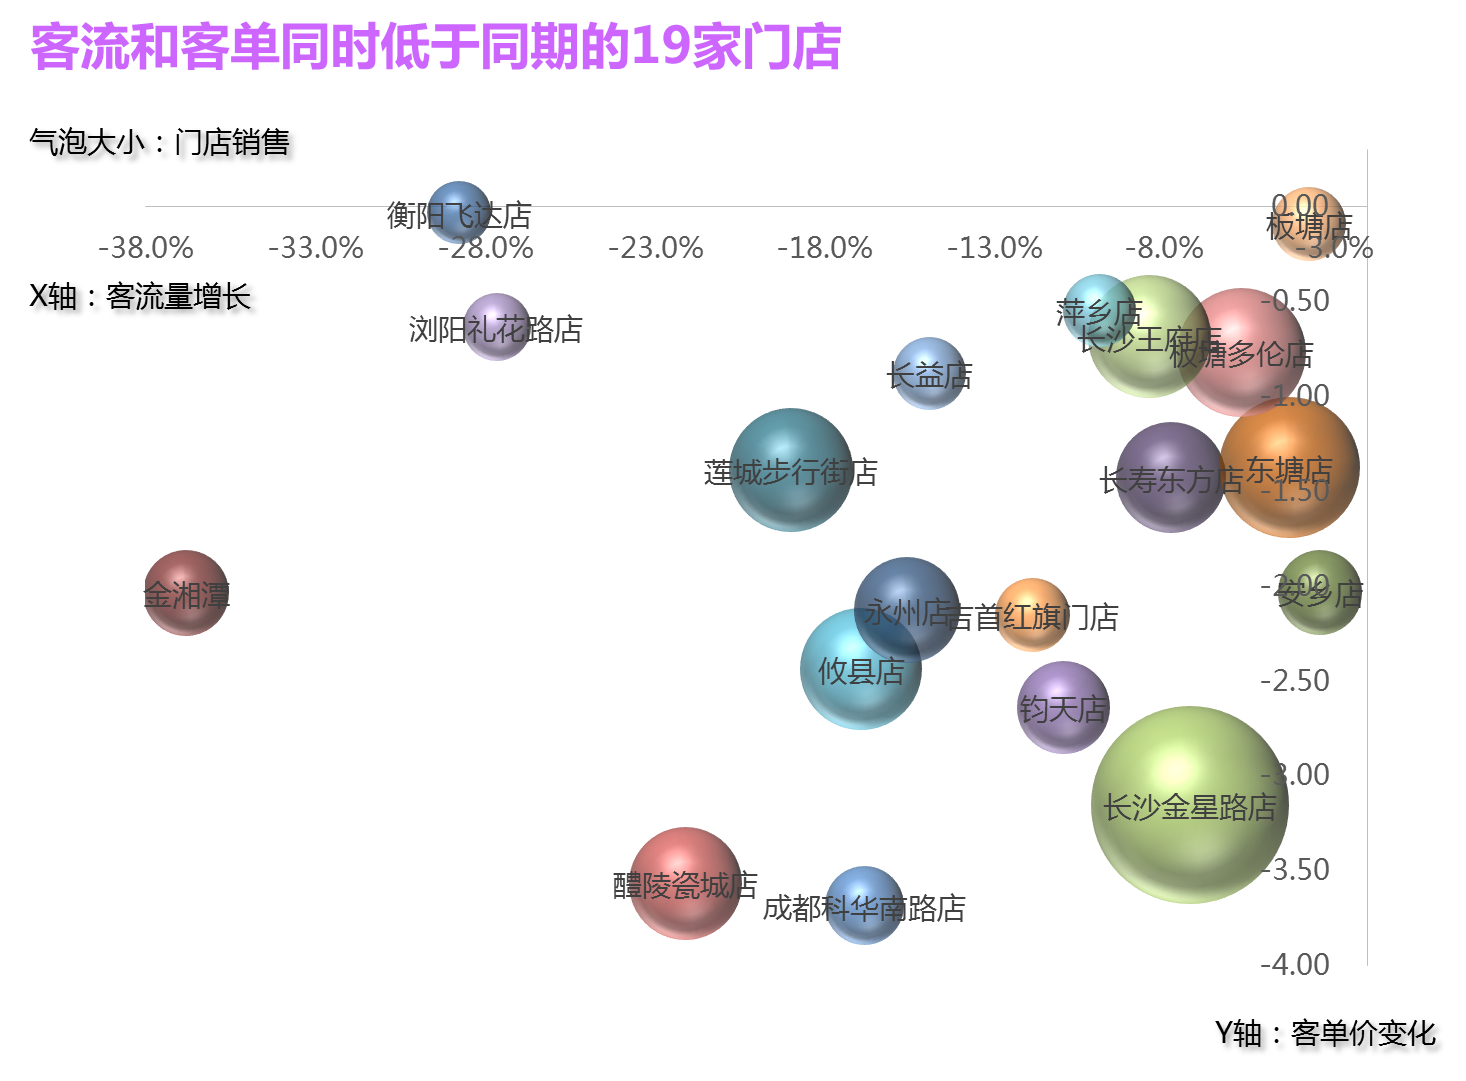 客流和客单同时低于同期的19家门店
气泡大小：门店销售
衡阳飞达店
0.00
板塘店
-38.0%
-33.0%
-28.0%
-23.0%
-18.0%
-13.0%
-8.0%
-3.0%
X轴：客流量增长
-0.50
萍乡店
浏阳礼花路店
长沙王府店
板塘多伦店
长益店
-1.00
莲城步行街店
东塘店
长寿东方店
-1.50
金湘潭
-2.00
安乡店
永州店
吉首红旗门店
攸县店
-2.50
钧天店
-3.00
长沙金星路店
-3.50
醴陵瓷城店
成都科华南路店
-4.00
Y轴：客单价变化